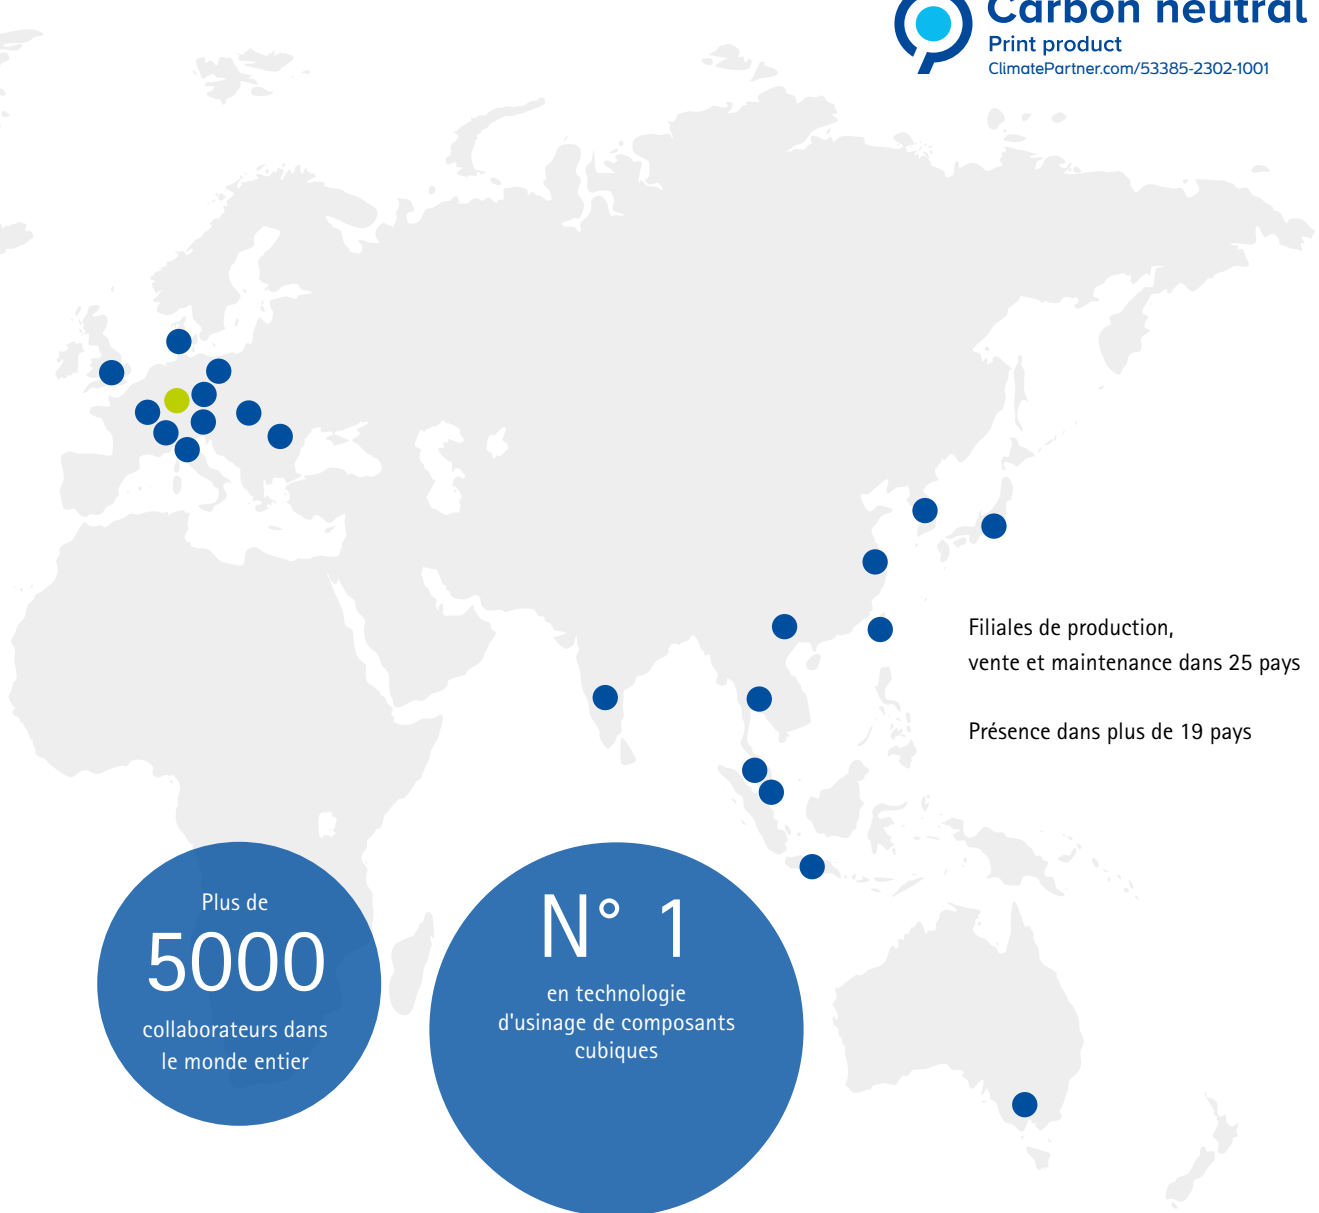 Carbon neutral
Print product
ClimatePartner.com/53385-2302-1001
Filiales de production,
vente et maintenance dans 25 pays
Présence dans plus de 19 pays
Plus de
5000
collaborateurs dans
le monde entier
N° 1
en technologie
d'usinage de composants
cubiques